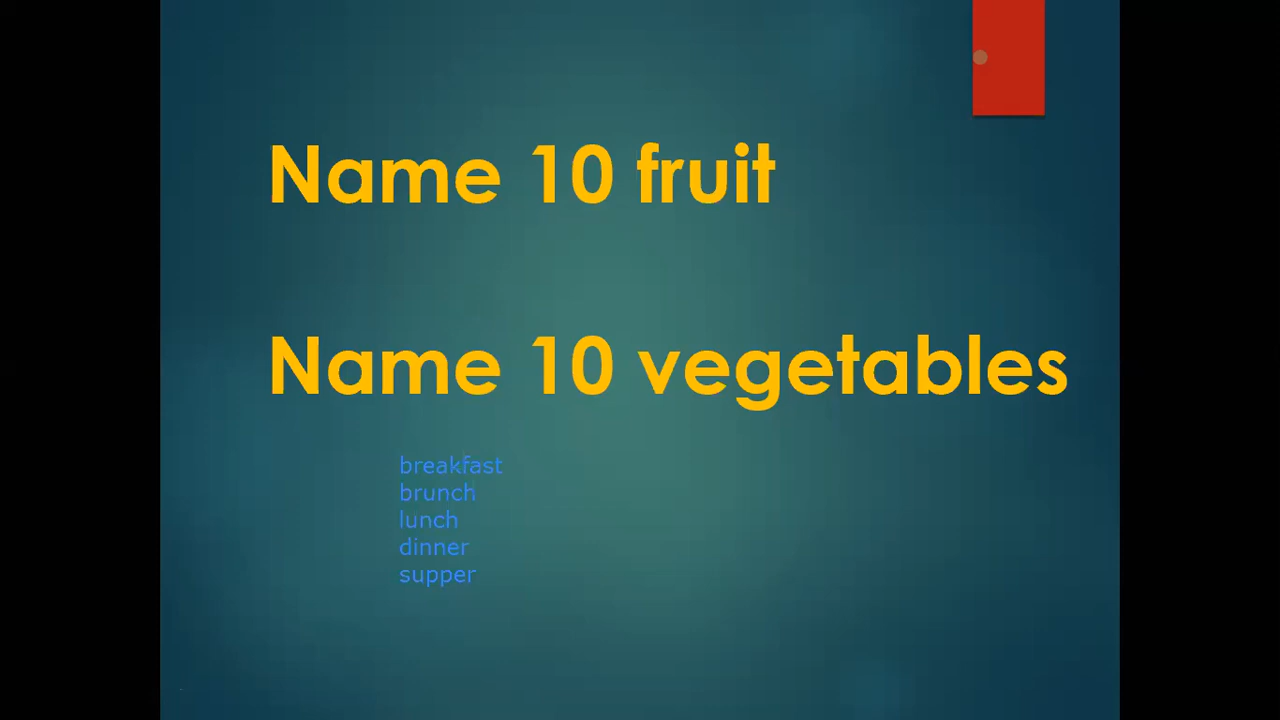 Name 10 fruit
Name 10 vegetables
breakfast
brunch
lunch
dinner
supper